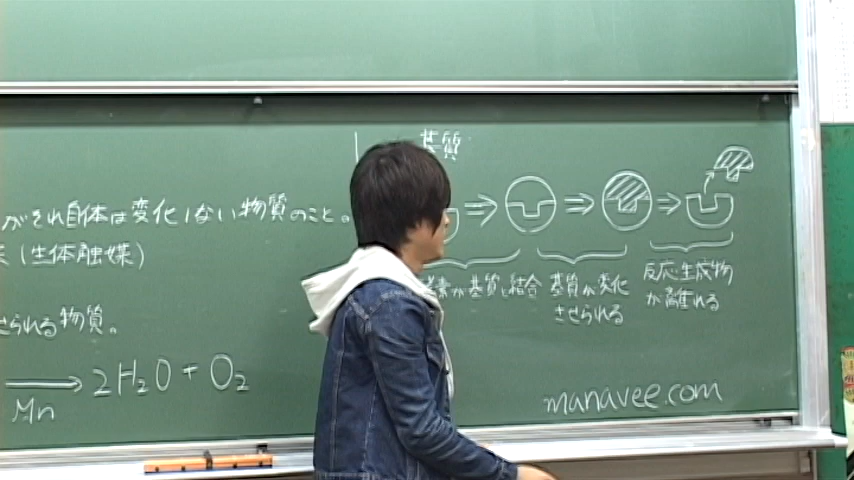 がそれ自体は変化しない物質のこと。
(生体触媒)
せられる物質。
→ 2H₂O + O₂
Mn
基質
⇒ ⇒ ⇒
素が基質と結合
基質が変化
させられる
反応生成物
が離れる
manavee.com